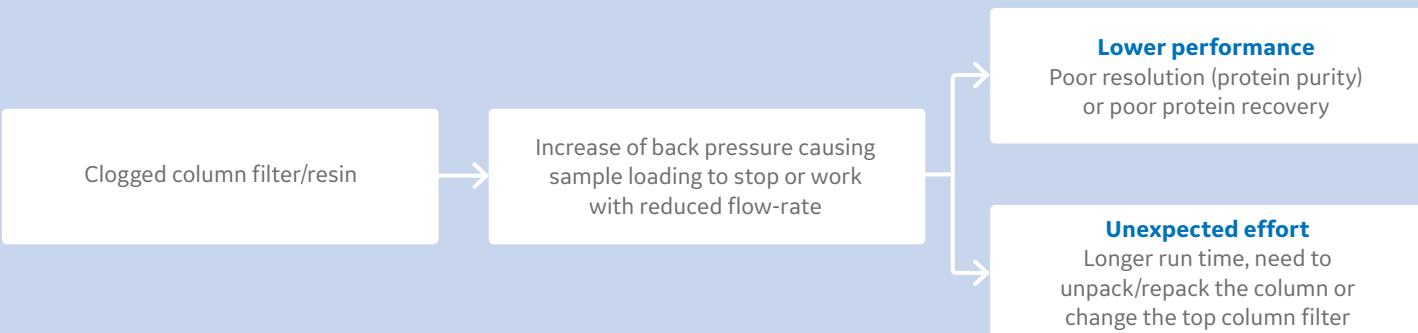 Clogged column filter/resin
Increase of back pressure causing
sample loading to stop or work
with reduced flow-rate
Lower performance
Poor resolution (protein purity)
or poor protein recovery
Unexpected effort
Longer run time, need to
unpack/repack the column or
change the top column filter